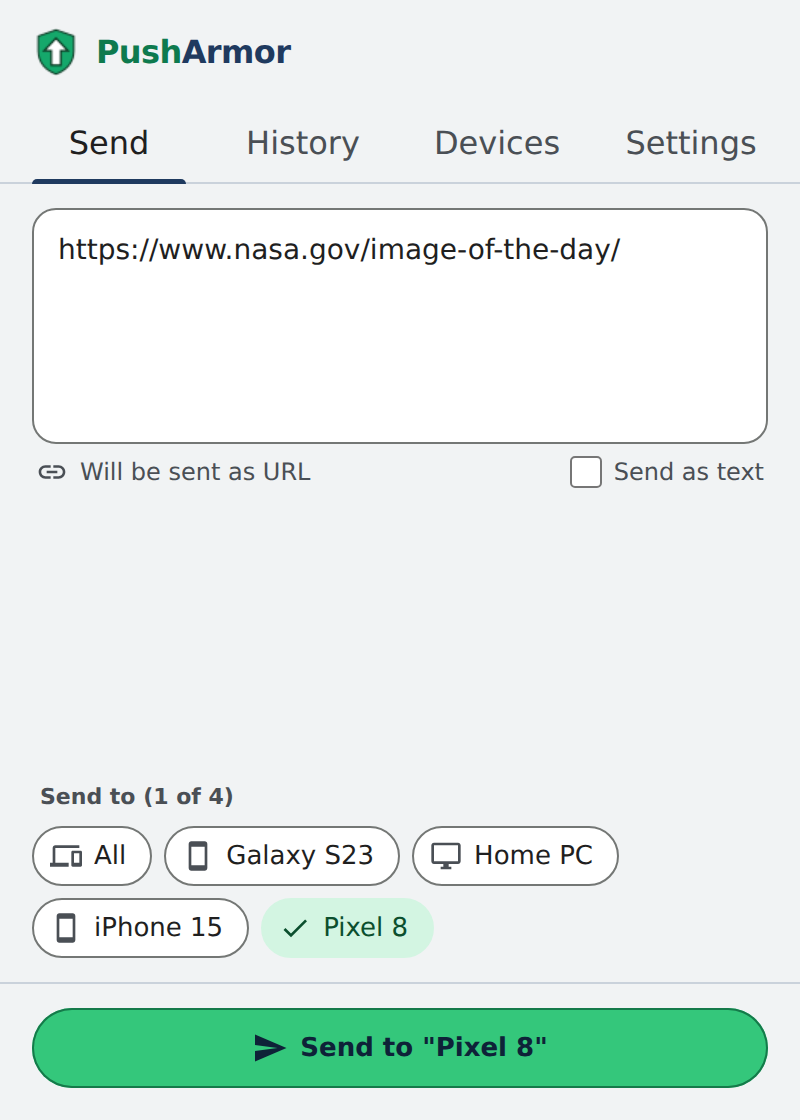 PushArmor
Send History Devices Settings
https://www.nasa.gov/image-of-the-day/
Will be sent as URL Send as text
Send to (1 of 4)
All Galaxy S23 Home PC
iPhone 15 Pixel 8
Send to "Pixel 8"